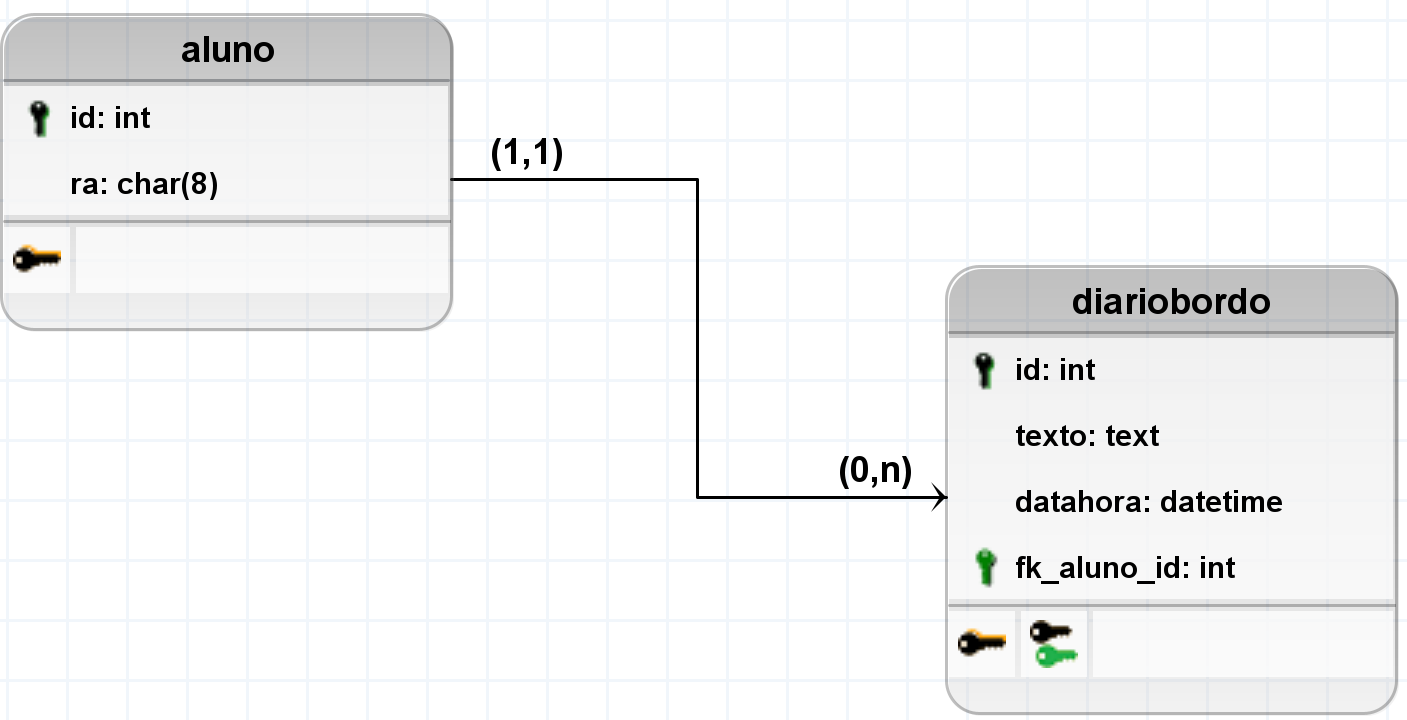 aluno
id: int
ra: char(8)
(1,1)
(0,n)
diariobordo
id: int
texto: text
datahora: datetime
fk_aluno_id: int